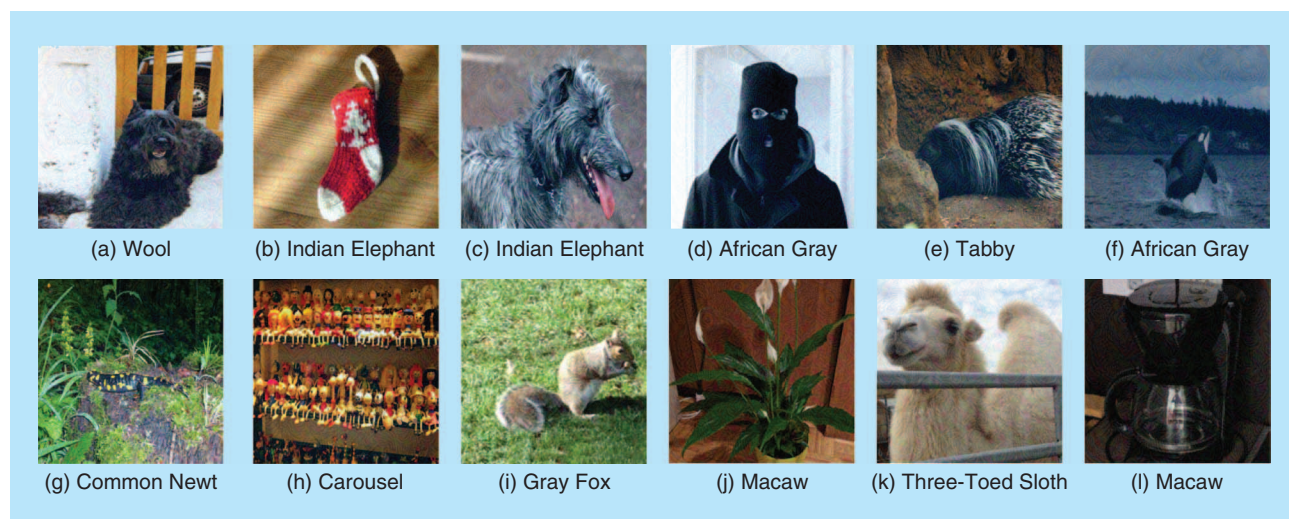 (a) Wool
(b) Indian Elephant
(c) Indian Elephant
(d) African Gray
(e) Tabby
(f) African Gray
(g) Common Newt
(h) Carousel
(i) Gray Fox
(j) Macaw
(k) Three-Toed Sloth
(l) Macaw